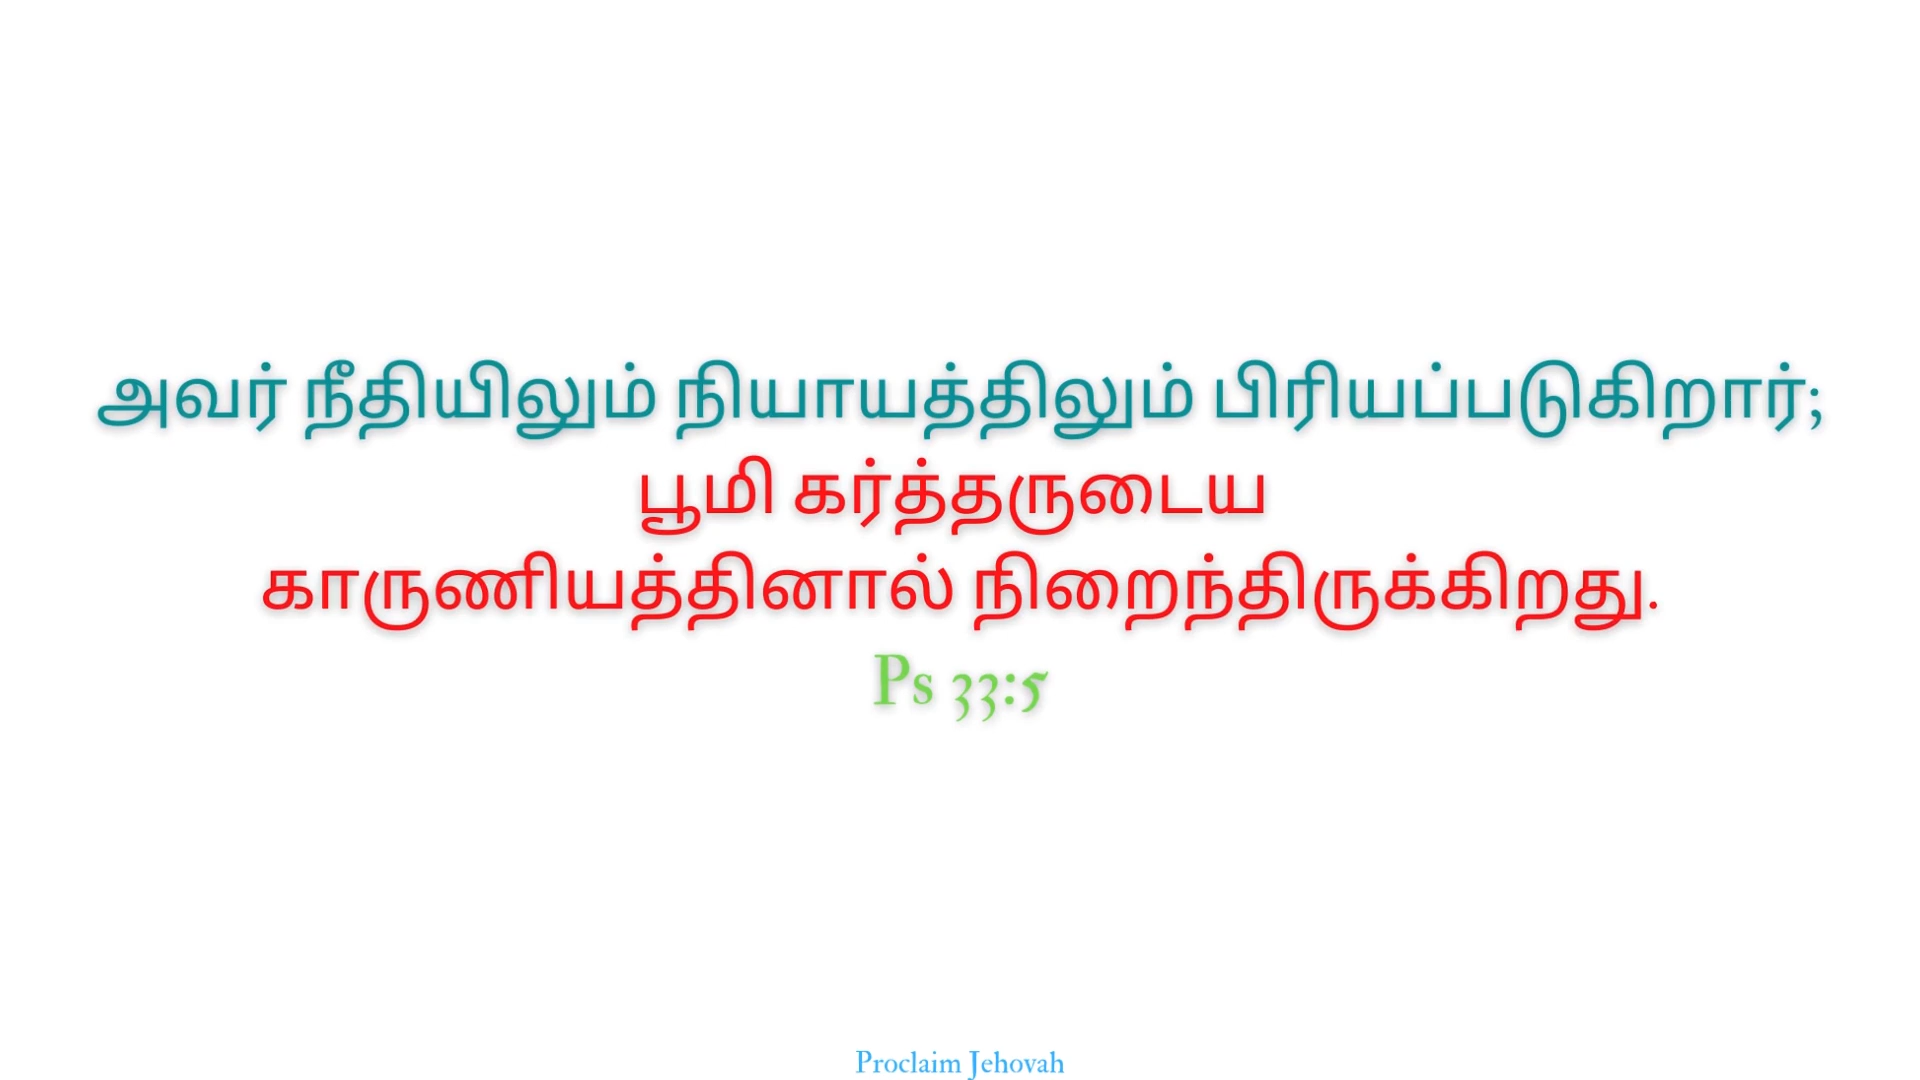 அவர் நீதியிலும் நியாயத்திலும் பிரியப்படுகிறார்;
பூமி கர்த்தருடைய
காருணியத்தினால் நிறைந்திருக்கிறது.
Ps 33:5
Proclaim Jehovah